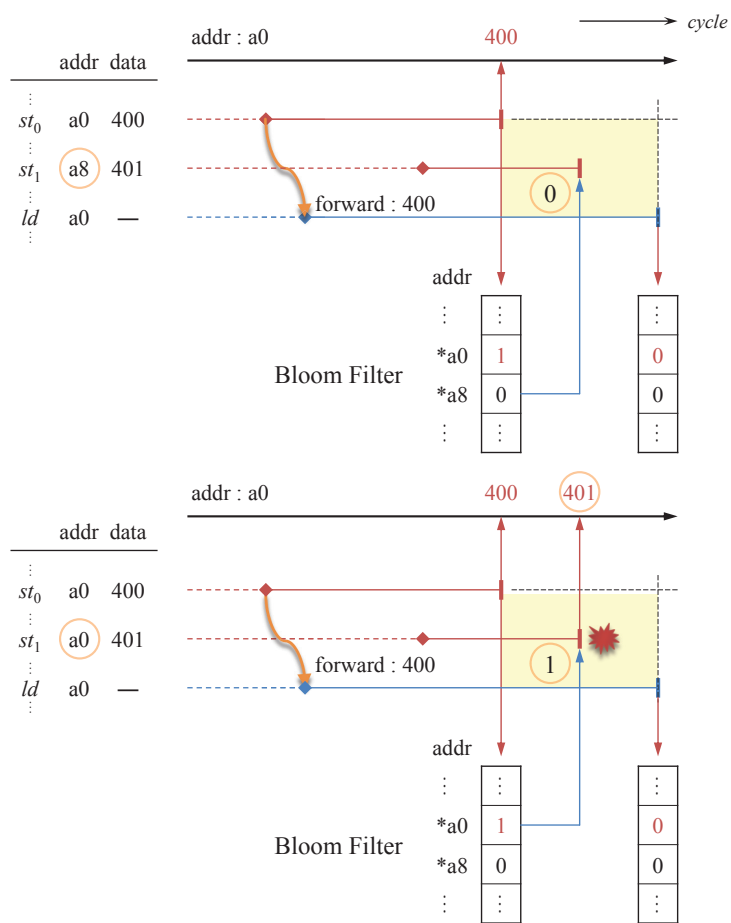 cycle
addr : a0 400
addr data
⋮
st0 a0 400
⋮
st1 a8 401
⋮
ld a0 —
⋮
forward : 400
0
addr
⋮ ⋮ ⋮
*a0 1 0
*a8 0 0
⋮ ⋮ ⋮
Bloom Filter
addr : a0 400 401
addr data
⋮
st0 a0 400
⋮
st1 a0 401
⋮
ld a0 —
⋮
forward : 400
1
addr
⋮ ⋮ ⋮
*a0 1 0
*a8 0 0
⋮ ⋮ ⋮
Bloom Filter